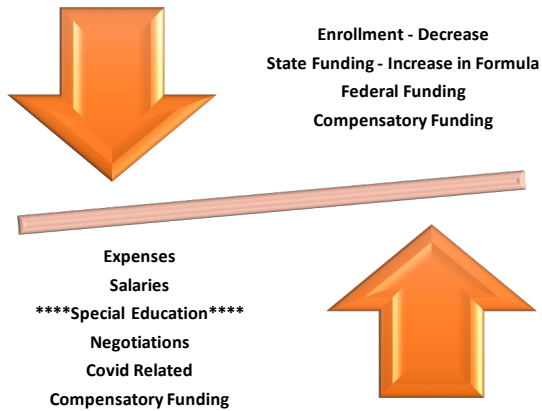 Enrollment - Decrease
State Funding - Increase in Formula
Federal Funding
Compensatory Funding
Expenses
Salaries
****Special Education****
Negotiations
Covid Related
Compensatory Funding